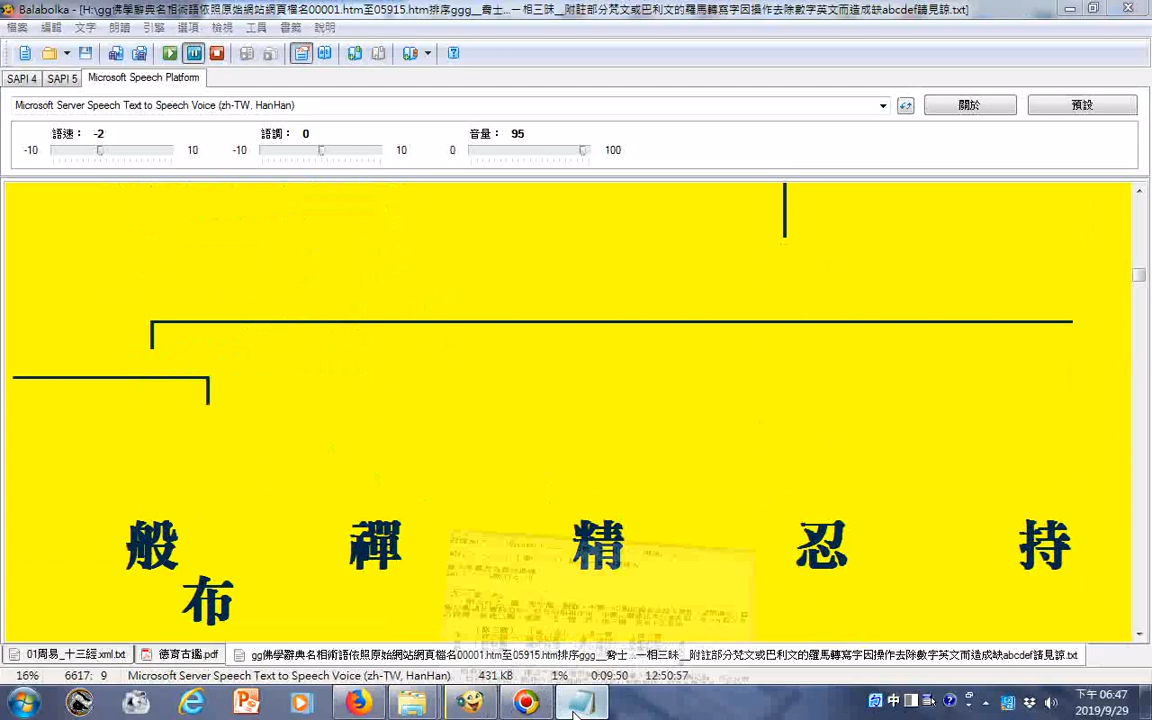 Balabolka - [H:\gg佛學辭典名相術語依照原始網站網頁檔名00001.htm至05915.htm排序ggg__脅士...一相三昧__附註部分梵文或巴利文的羅馬轉寫字因操作去除數字英文而造成缺abcdef請見諒.txt]
檔案 編輯 文字 朗讀 引擎 選項 檢視 工具 書籤 說明
SAPI 4 SAPI 5 Microsoft Speech Platform
Microsoft Server Speech Text to Speech Voice (zh-TW, HanHan) 關於 預設
語速： -2 語調： 0 音量： 95
-10 10 -10 10 0 100
般 禪 精 忍 持
布
01周易_十三經.xml.txt 德育古鑑.pdf gg佛學辭典名相術語依照原始網站網頁檔名00001.htm至05915.htm排序ggg__脅士...一相三昧__附註部分梵文或巴利文的羅馬轉寫字因操作去除數字英文而造成缺abcdef請見諒.txt
16% 6617: 9 Microsoft Server Speech Text to Speech Voice (zh-TW, HanHan) 431 KB 1% 0:09:50 12:50:57
中 下午 06:47
2019/9/29